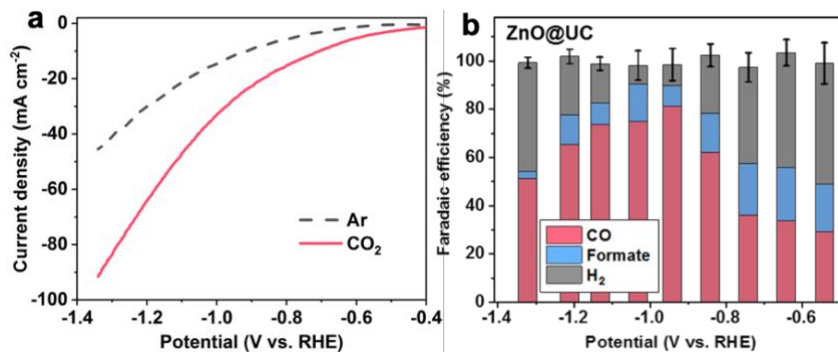 a
Current density (mA cm⁻²)
0
-20
-40
-60
-80
-100
Ar
CO₂
-1.4 -1.2 -1.0 -0.8 -0.6 -0.4
Potential (V vs. RHE)
b
ZnO@UC
Faradaic efficiency (%)
100
80
60
40
20
0
CO
Formate
H₂
-1.4 -1.2 -1.0 -0.8 -0.6
Potential (V vs. RHE)